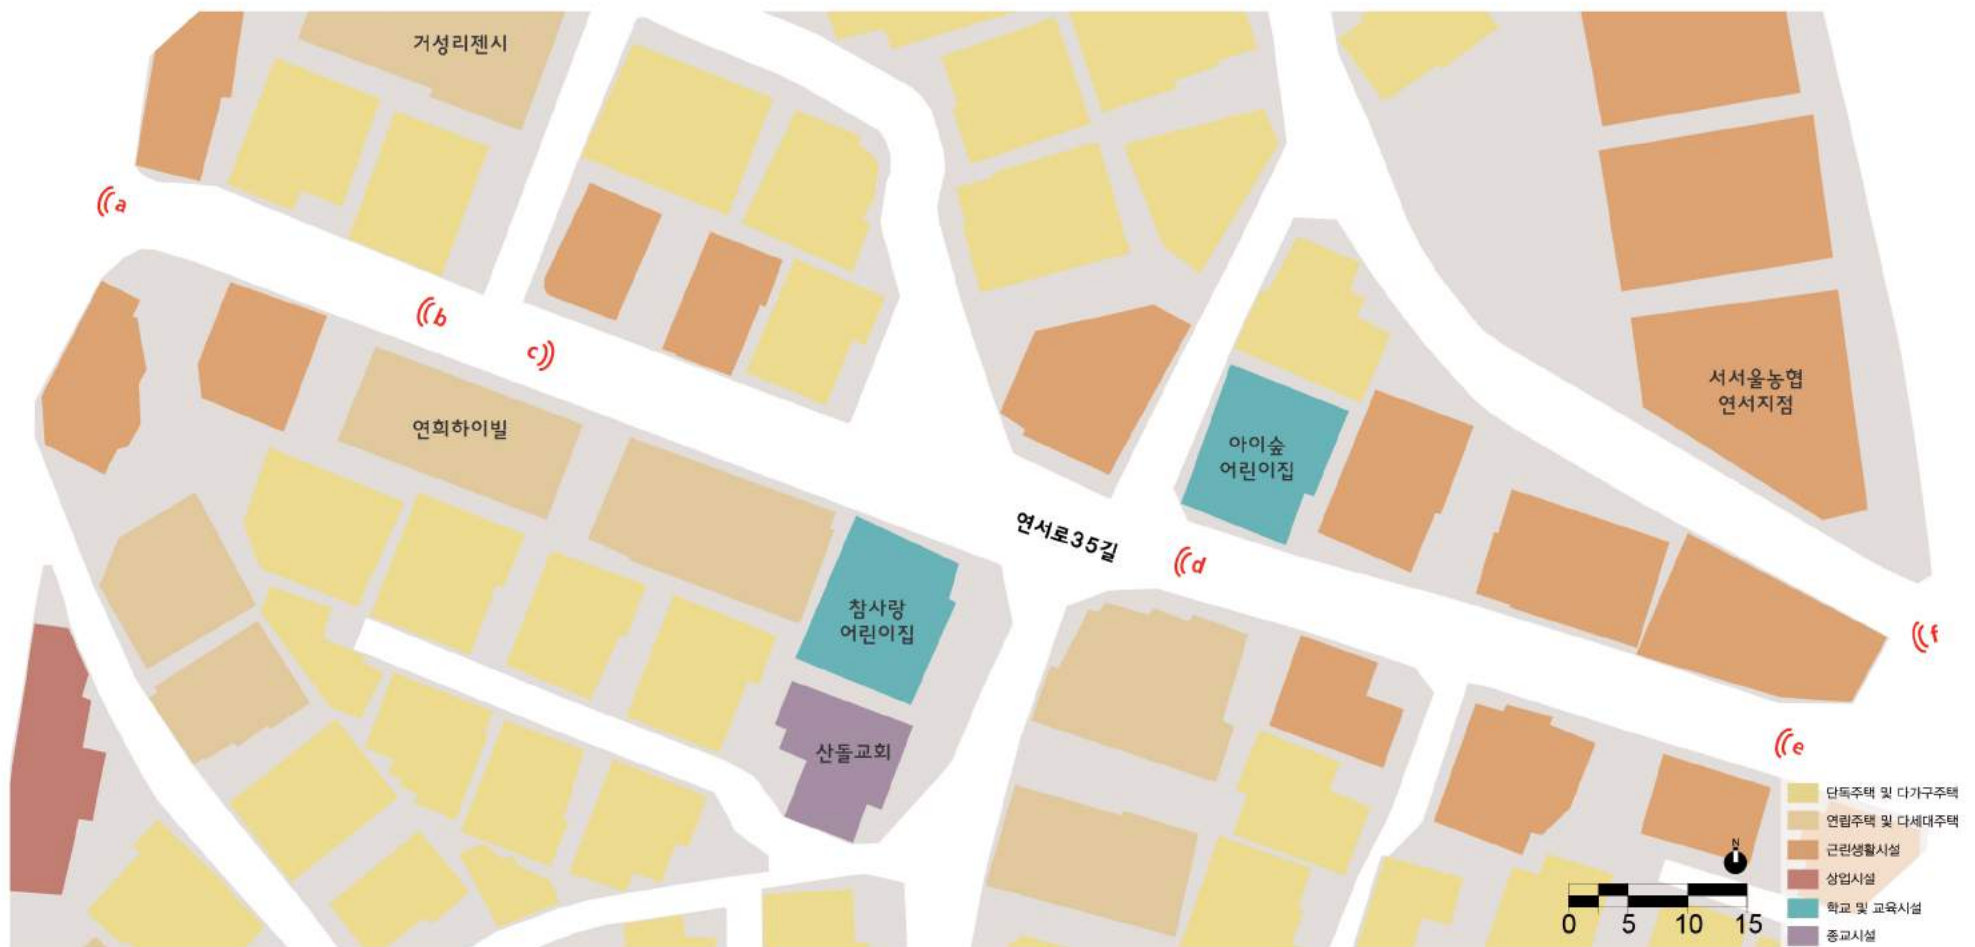 거성리젠시
a
b
c
연희하이빌
서서울농협
연서지점
아이숲
어린이집
연서로35길
d
참사랑
어린이집
f
산돌교회
e
단독주택 및 다가구주택
연립주택 및 다세대주택
근린생활시설
상업시설
학교 및 교육시설
종교시설
N
0 5 10 15